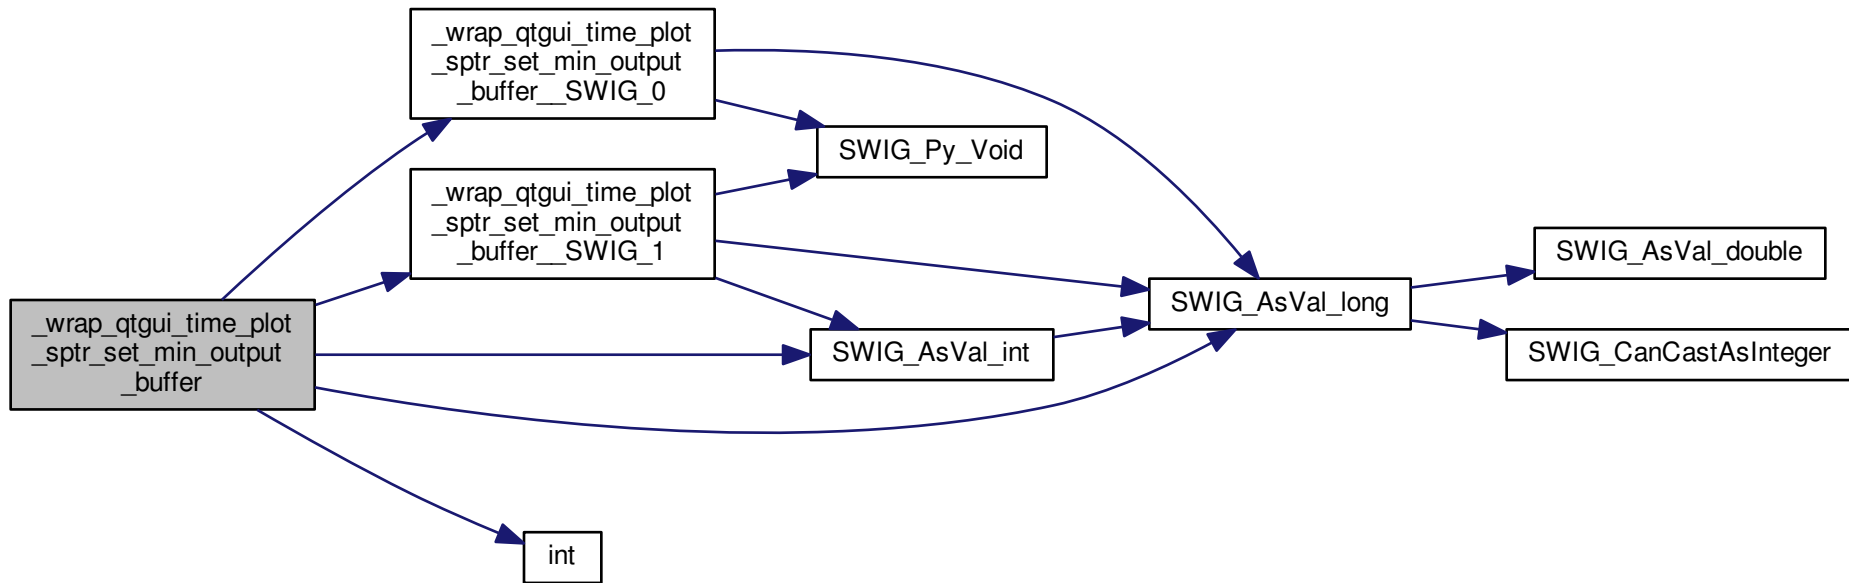 _wrap_qtgui_time_plot
_sptr_set_min_output
_buffer__SWIG_0
SWIG_Py_Void
_wrap_qtgui_time_plot
_sptr_set_min_output
_buffer__SWIG_1
SWIG_AsVal_double
SWIG_AsVal_long
_wrap_qtgui_time_plot
_sptr_set_min_output
_buffer
SWIG_AsVal_int
SWIG_CanCastAsInteger
int